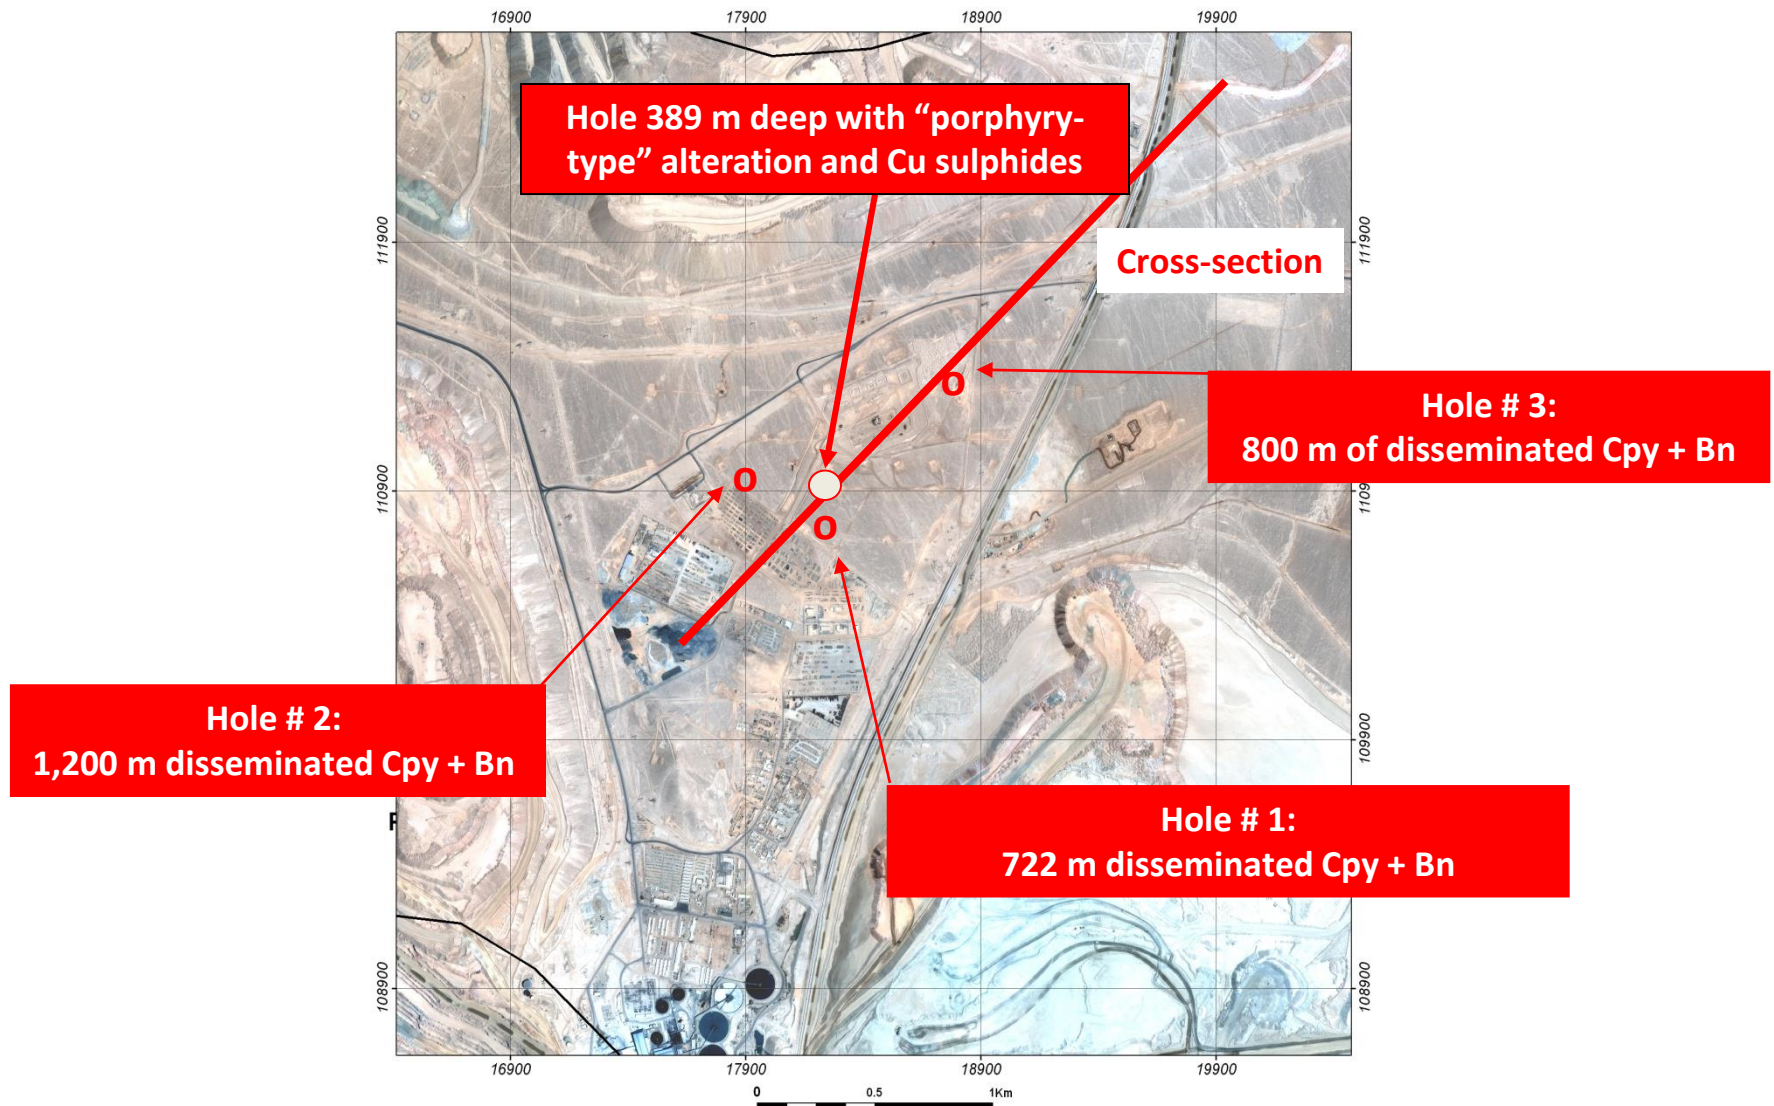 16900
17900
18900
19900
Hole 389 m deep with “porphyry-
type” alteration and Cu sulphides
111900
111900
Cross-section
Hole # 3:
800 m of disseminated Cpy + Bn
o
o
o
110900
110900
Hole # 2:
1,200 m disseminated Cpy + Bn
109900
109900
Hole # 1:
722 m disseminated Cpy + Bn
108900
108900
16900
17900
18900
19900
0
0.5
1Km